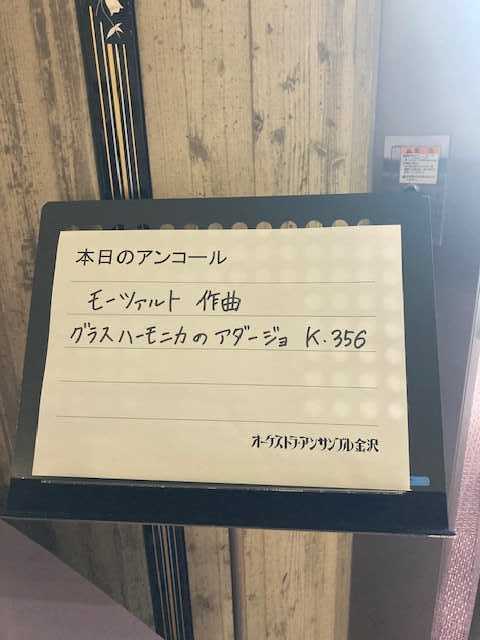 本日のアンコール
モーツァルト 作曲
グラスハーモニカのアダージョ K.356
オーケストラ・アンサンブル金沢